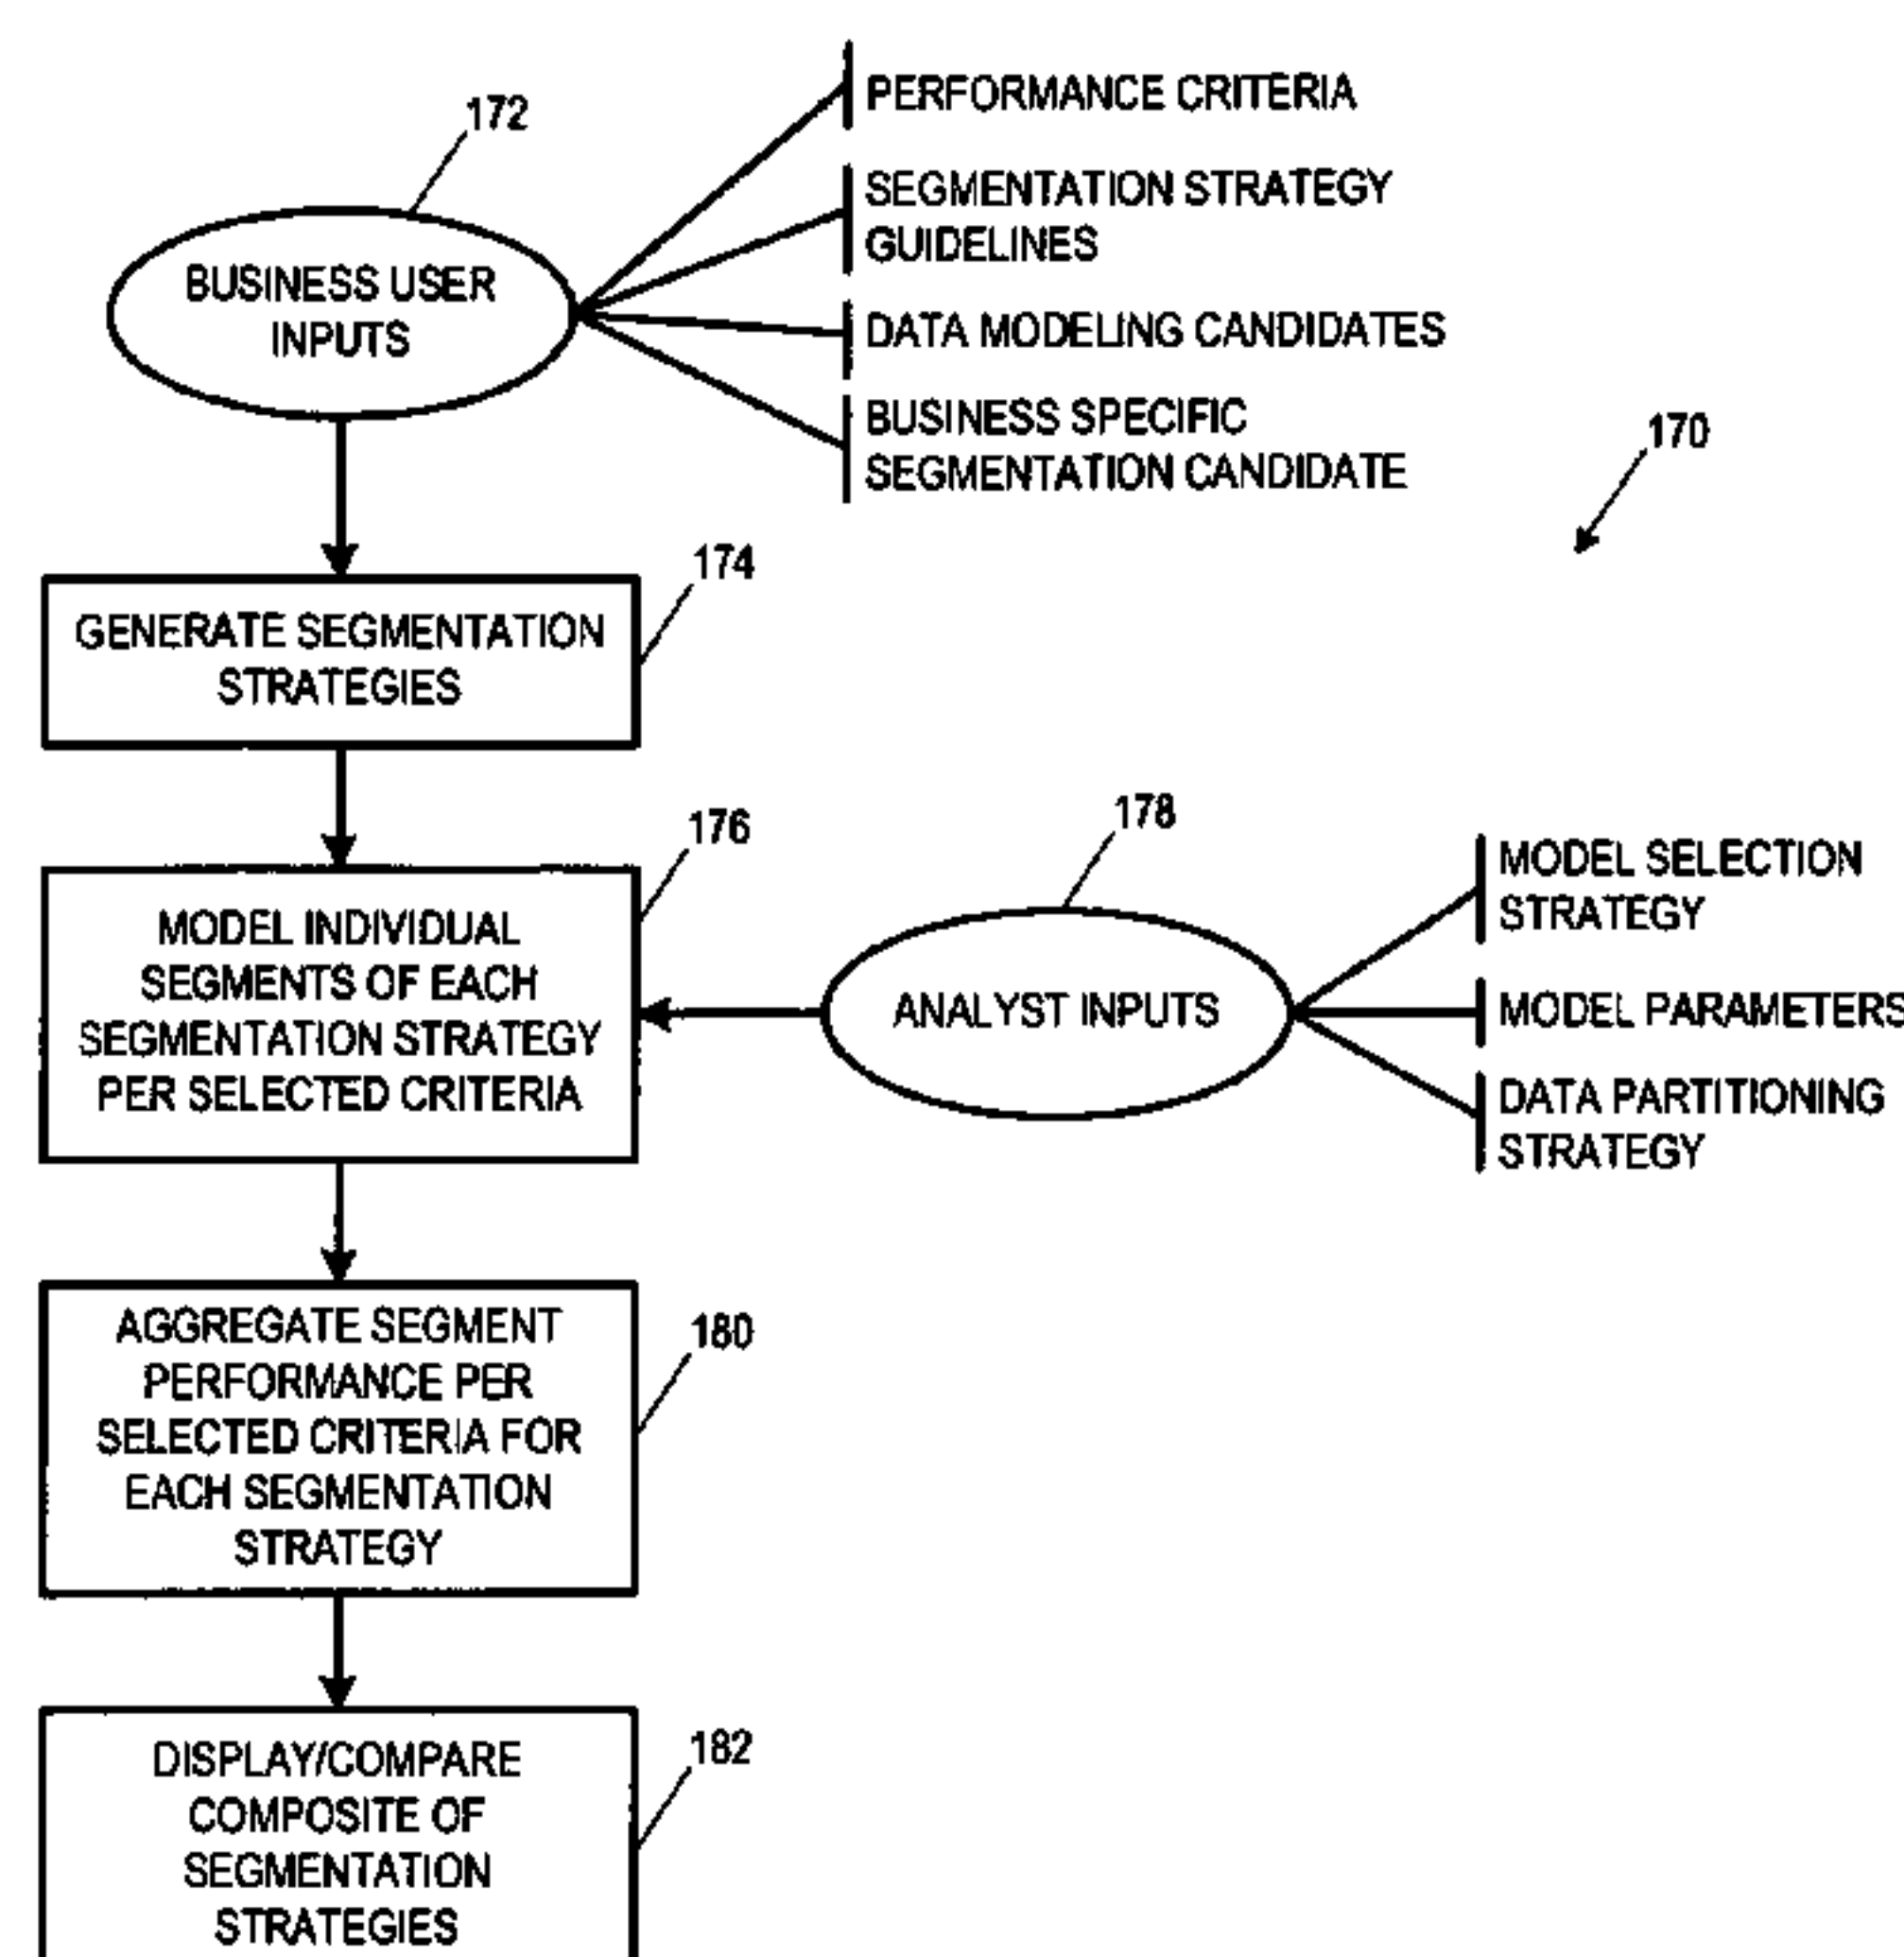 172
PERFORMANCE CRITERIA
SEGMENTATION STRATEGY
GUIDELINES
BUSINESS USER
INPUTS
DATA MODELING CANDIDATES
BUSINESS SPECIFIC
SEGMENTATION CANDIDATE
170
174
GENERATE SEGMENTATION
STRATEGIES
176
178
MODEL INDIVIDUAL
SEGMENTS OF EACH
SEGMENTATION STRATEGY
PER SELECTED CRITERIA
ANALYST INPUTS
MODEL SELECTION
STRATEGY
MODEL PARAMETERS
DATA PARTITIONING
STRATEGY
180
AGGREGATE SEGMENT
PERFORMANCE PER
SELECTED CRITERIA FOR
EACH SEGMENTATION
STRATEGY
182
DISPLAY/COMPARE
COMPOSITE OF
SEGMENTATION
STRATEGIES